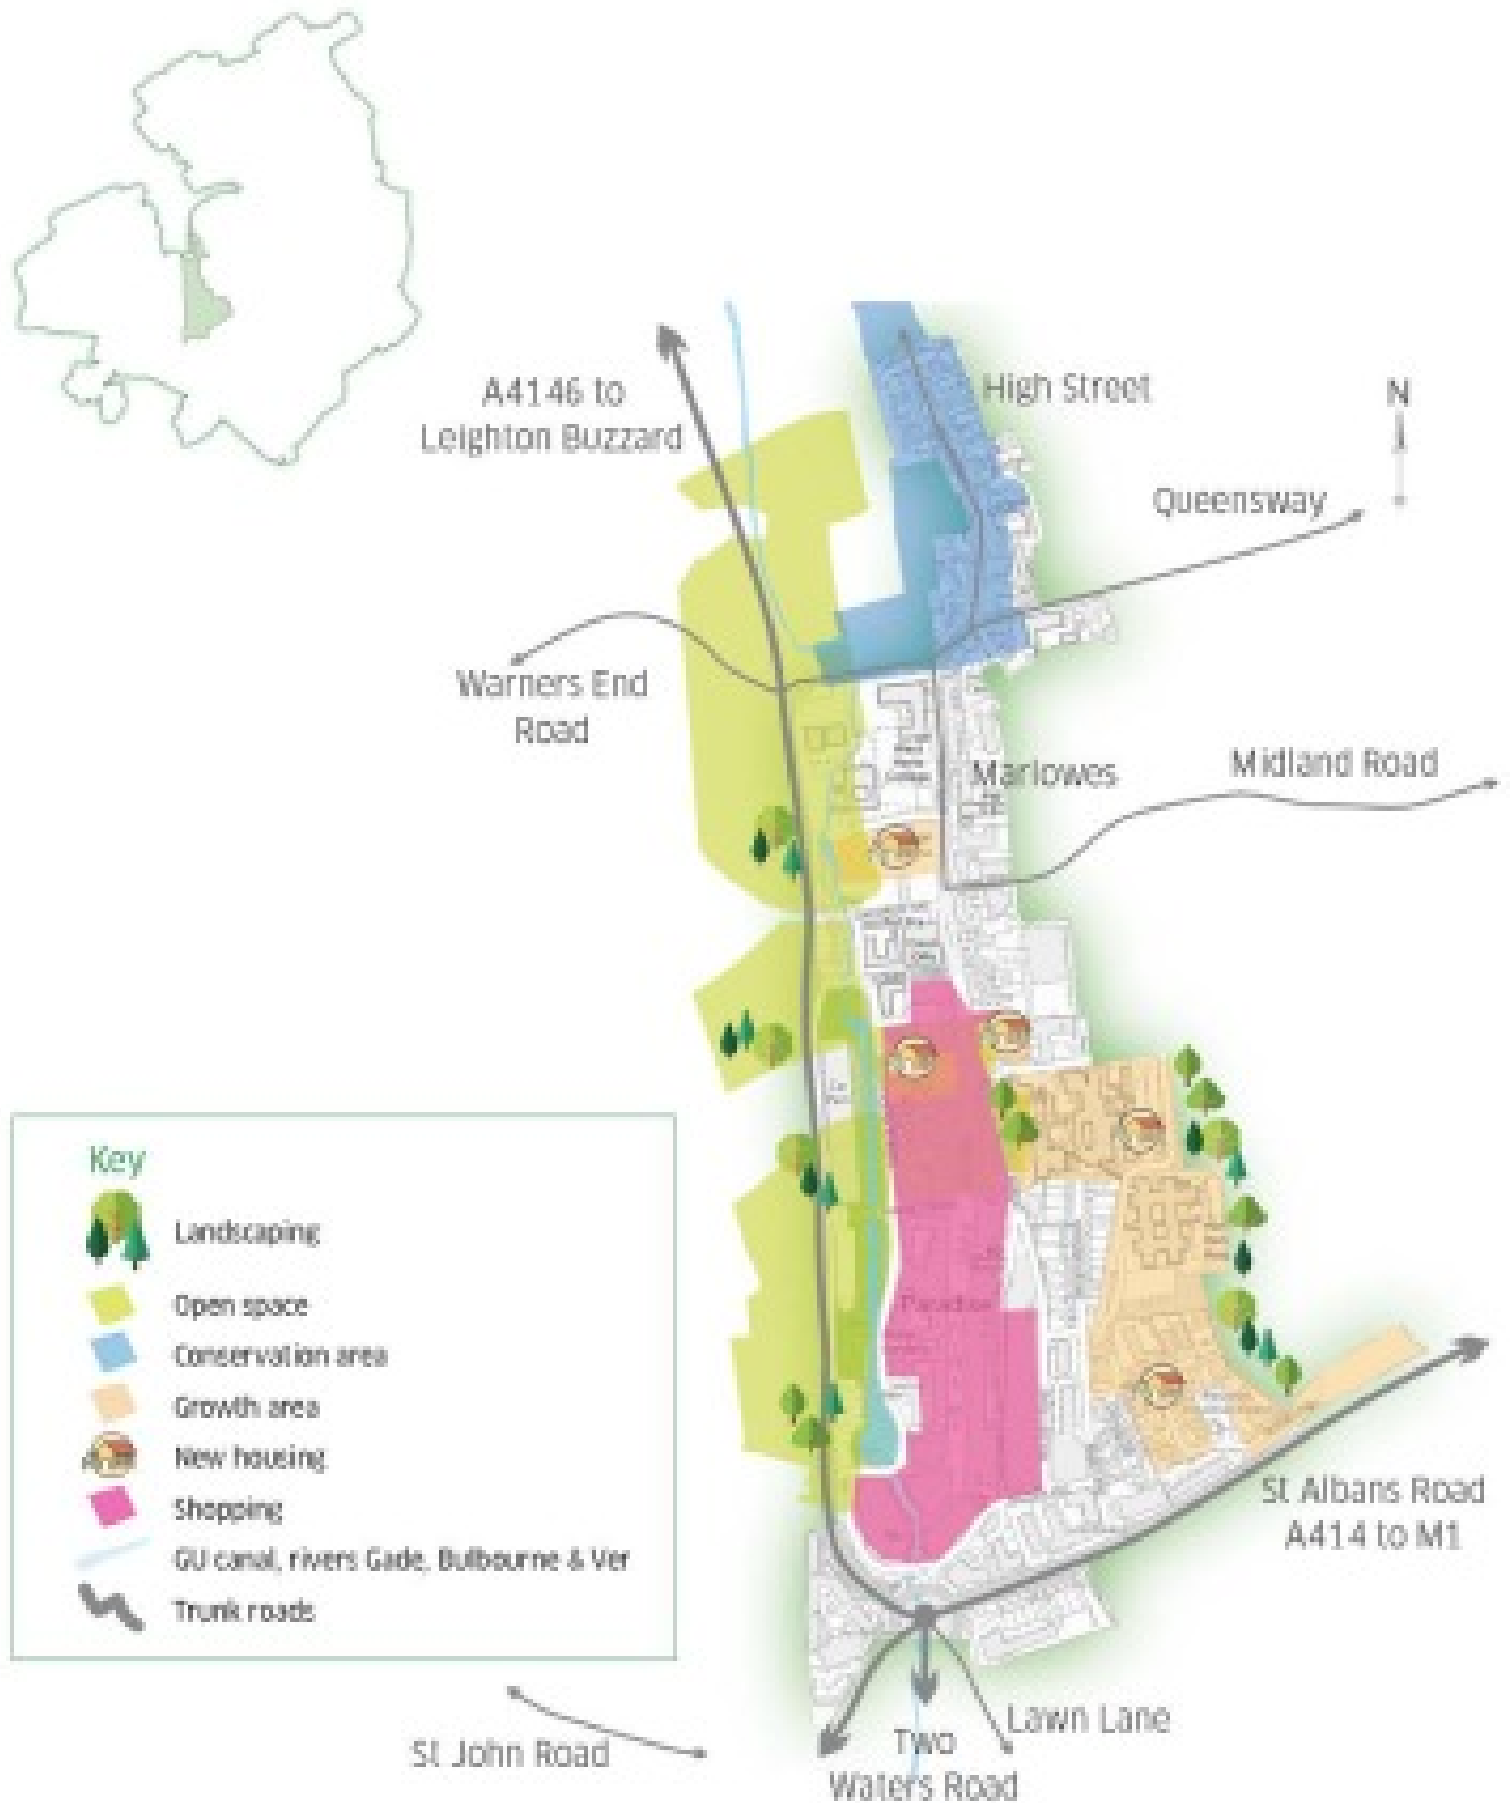 A4146 to
Leighton Buzzard
High Street
N
Queensway
Warners End
Road
Marlowes
Midland Road
Key
Landscaping
Open space
Conservation area
Growth area
New housing
Shopping
GU canal, rivers Gade, Bulbourne & Ver
Trunk roads
Paradise
St Albans Road
A414 to M1
St John Road
Lawn Lane
Two
Waters Road